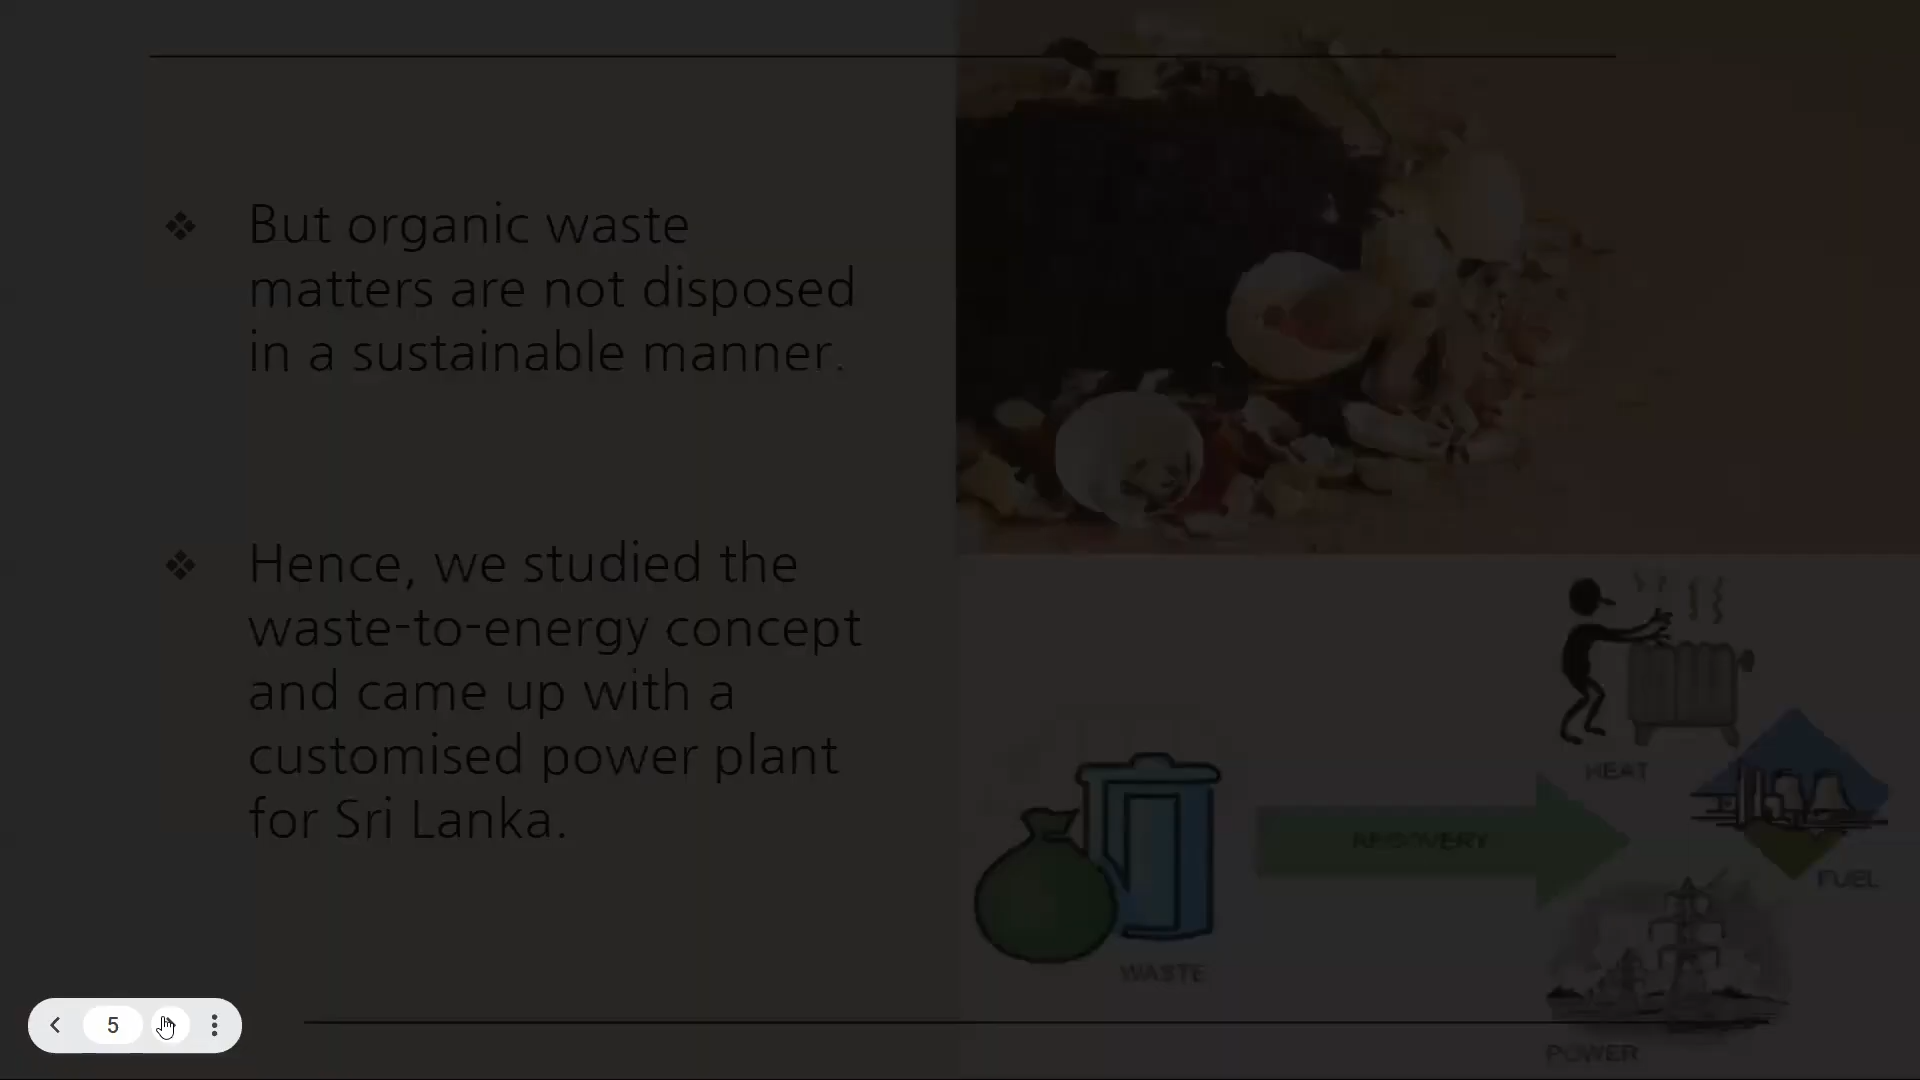 ❖ But organic waste
matters are not disposed
in a sustainable manner.
❖ Hence, we studied the
waste-to-energy concept
and came up with a
customised power plant
for Sri Lanka.
HEAT
RECOVERY
FUEL
WASTE
POWER
5